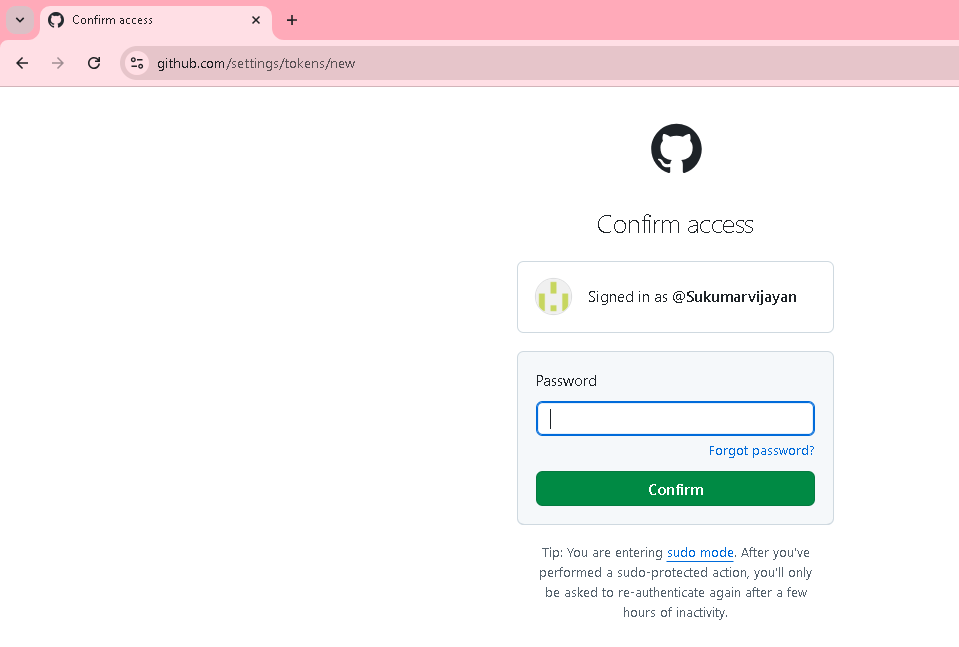 Confirm access
github.com/settings/tokens/new
Confirm access
Signed in as @Sukumarvijayan
Password
Forgot password?
Confirm
Tip: You are entering sudo mode. After you've
performed a sudo-protected action, you'll only
be asked to re-authenticate again after a few
hours of inactivity.